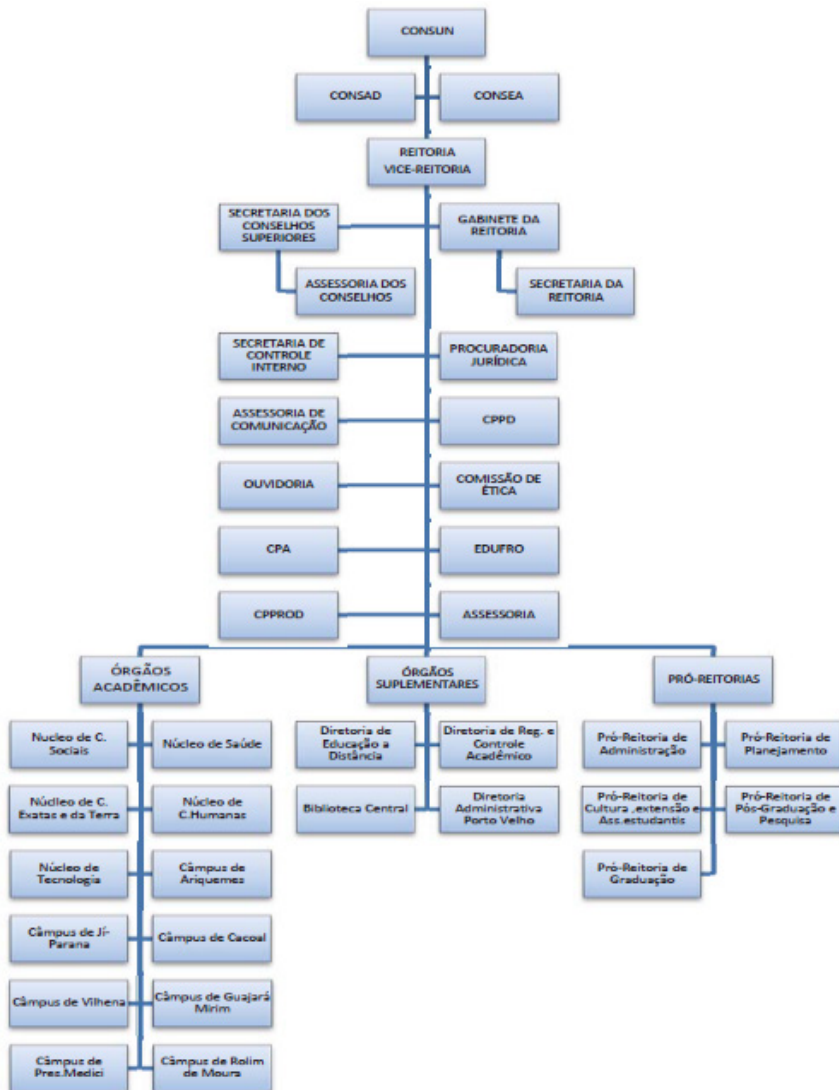 CONSUN
CONSAD
CONSEA
REITORIA
VICE-REITORIA
SECRETARIA DOS
CONSELHOS
SUPERIORES
GABINETE DA
REITORIA
ASSESSORIA DOS
CONSELHOS
SECRETARIA DA
REITORIA
SECRETARIA DE
CONTROLE
INTERNO
PROCURADORIA
JURÍDICA
ASSESSORIA DE
COMUNICAÇÃO
CPPD
OUVIDORIA
COMISSÃO DE
ÉTICA
CPA
EDUFRO
CPPROD
ASSESSORIA
ÓRGÃOS
ACADÊMICOS
ÓRGÃOS
SUPLEMENTARES
PRÓ-REITORIAS
Nucleo de C.
Sociais
Núcleo de Saúde
Diretoria de
Educação a
Distância
Diretoria de Reg. e
Controle
Acadêmico
Pró-Reitoria de
Administração
Pró-Reitoria de
Planejamento
Núcleo de C.
Exatas e da Terra
Núcleo de
C.Humanas
Biblioteca Central
Diretoria
Administrativa
Porto Velho
Pró-Reitoria de
Cultura ,extensão e
Ass.estudantis
Pró-Reitoria de
Pós-Graduação e
Pesquisa
Núcleo de
Tecnologia
Câmpus de
Ariquemes
Pró-Reitoria de
Graduação
Câmpus de Jí-
Parana
Câmpus de Cacoal
Câmpus de Vilhena
Câmpus de Guajará
Mirim
Câmpus de
Pres.Medici
Câmpus de Rolim
de Moura